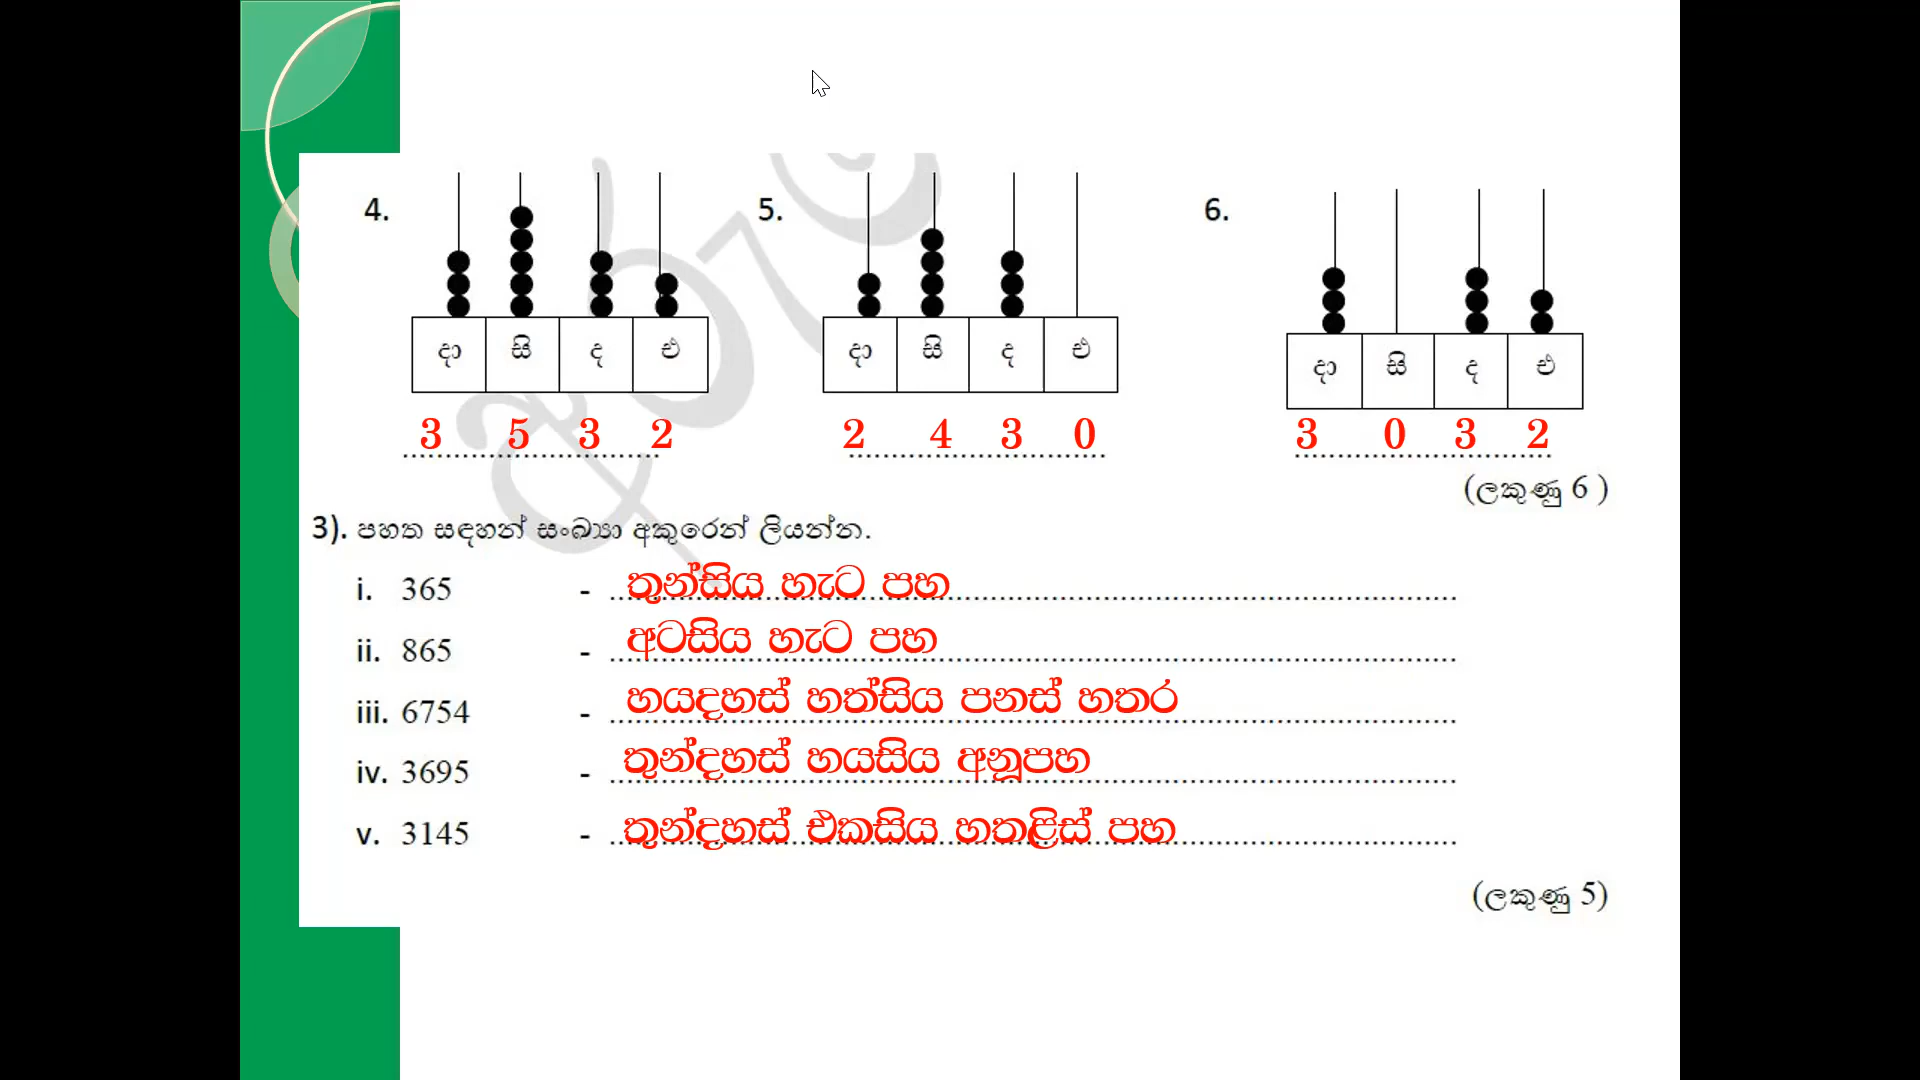 4. 5. 6.
දා සි ද එ දා සි ද එ දා සි ද එ
3 5 3 2 2 4 3 0 3 0 3 2
(ලකුණු 6 )
3). පහත සඳහන් සංඛ්‍යා අකුරෙන් ලියන්න.
i. 365 - තුන්සිය හැට පහ
ii. 865 - අටසිය හැට පහ
iii. 6754 - හයදහස් හත්සිය පනස් හතර
iv. 3695 - තුන්දහස් හයසිය අනූපහ
v. 3145 - තුන්දහස් එකසිය හතළිස් පහ
(ලකුණු 5)